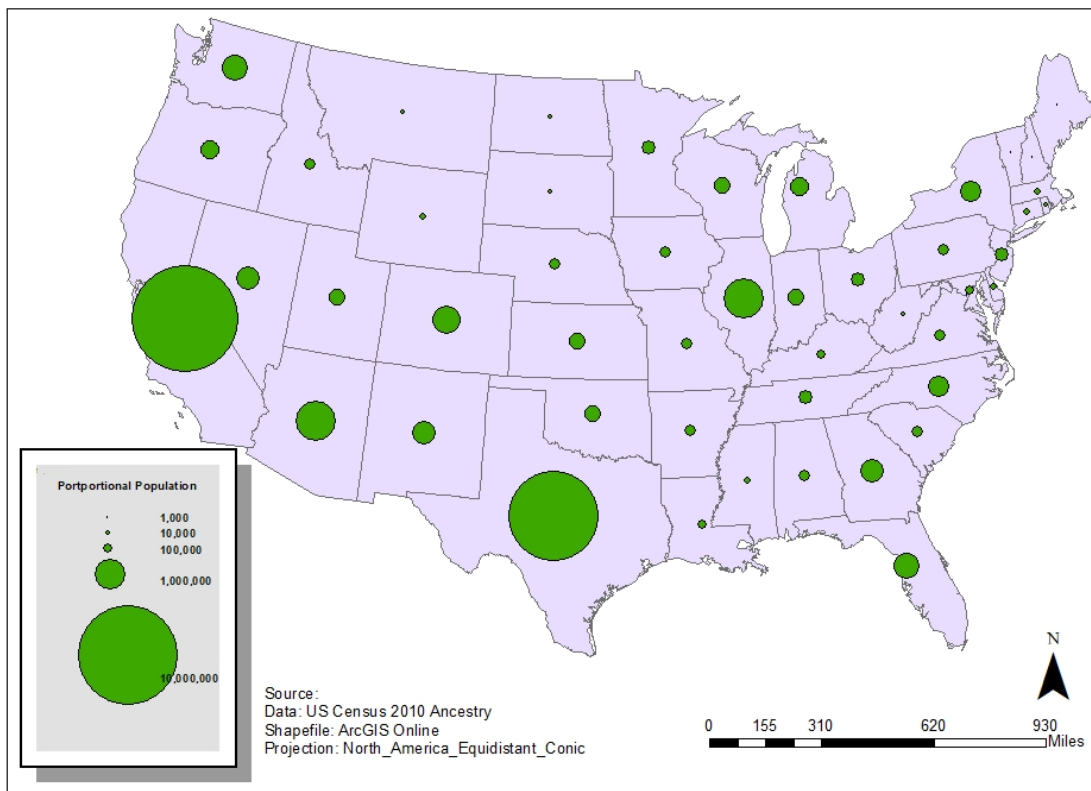 Portportional Population
1,000
10,000
100,000
1,000,000
10,000,000
Source:
Data: US Census 2010 Ancestry
Shapefile: ArcGIS Online
Projection: North_America_Equidistant_Conic
N
0 155 310 620 930
Miles